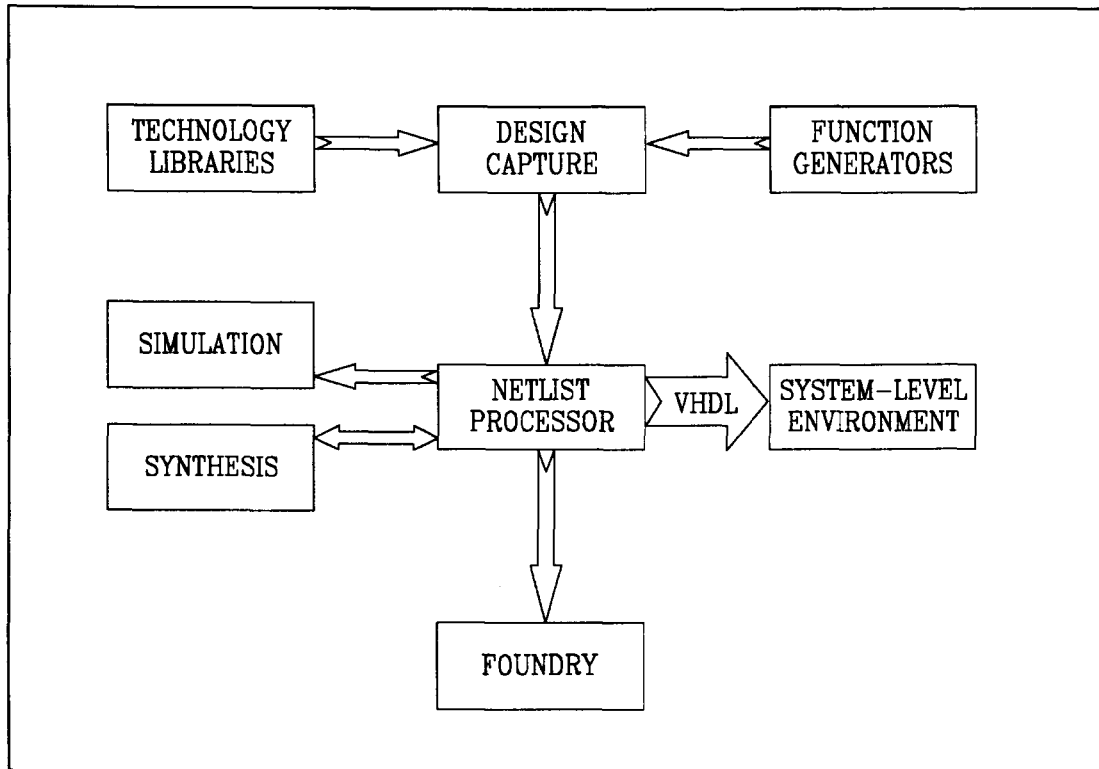 TECHNOLOGY
LIBRARIES
DESIGN
CAPTURE
FUNCTION
GENERATORS
SIMULATION
NETLIST
PROCESSOR
VHDL
SYSTEM-LEVEL
ENVIRONMENT
SYNTHESIS
FOUNDRY